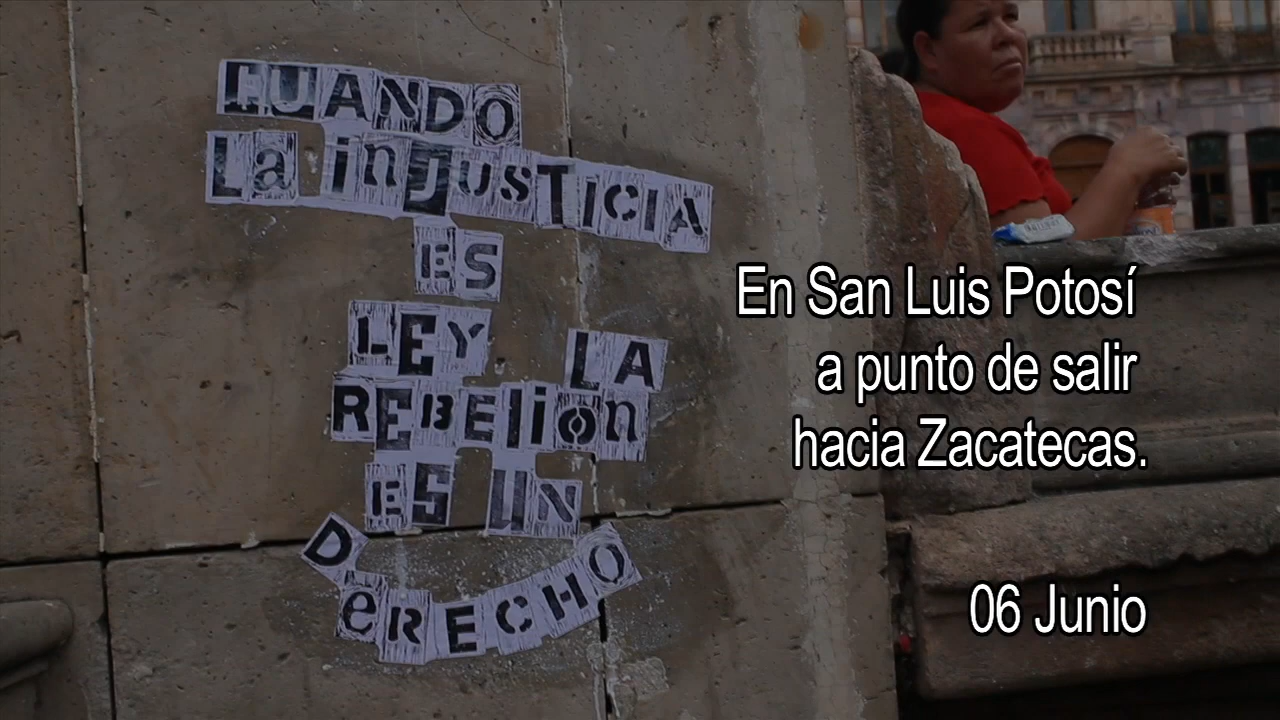 CUANDO
La inJusTICIA
ES
LEY LA
REBElion
ES UN
DeRECHO
En San Luis Potosí
a punto de salir
hacia Zacatecas.
06 Junio